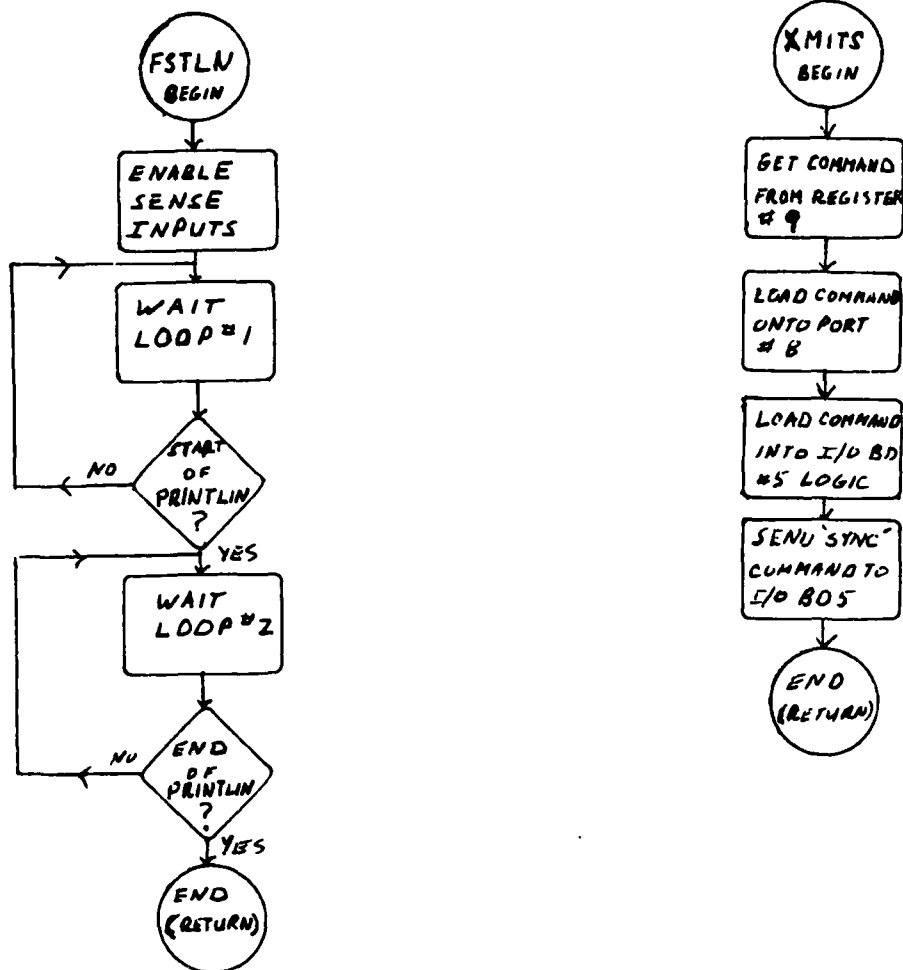 FSTLN
BEGIN
ENABLE
SENSE
INPUTS
WAIT
LOOP #1
START
OF
PRINTLIN
?
NO
YES
WAIT
LOOP #2
END
OF
PRINTLIN
?
NO
YES
END
(RETURN)
XMITS
BEGIN
GET COMMAND
FROM REGISTER
# 9
LOAD COMMAND
ONTO PORT
# 8
LOAD COMMAND
INTO I/O BD
#5 LOGIC
SEND 'SYNC'
COMMAND TO
I/O BD5
END
(RETURN)